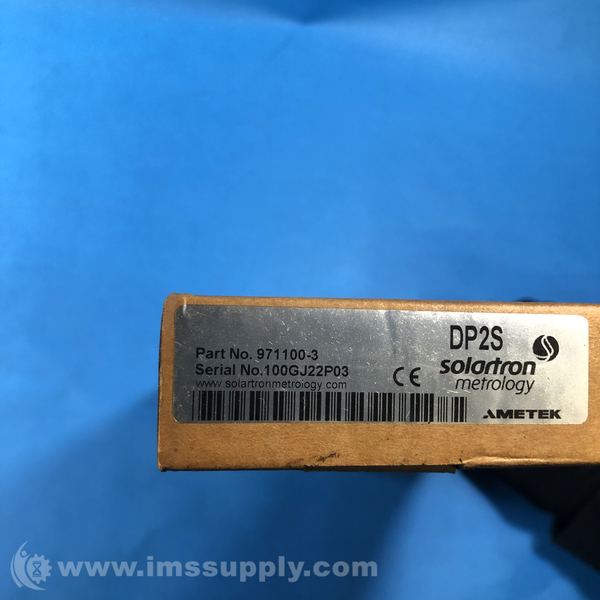 DP2S
Part No. 971100-3
Serial No.100GJ22P03
www.solartronmetrology.com
CE
solartron
metrology
AMETEK
www.imssupply.com